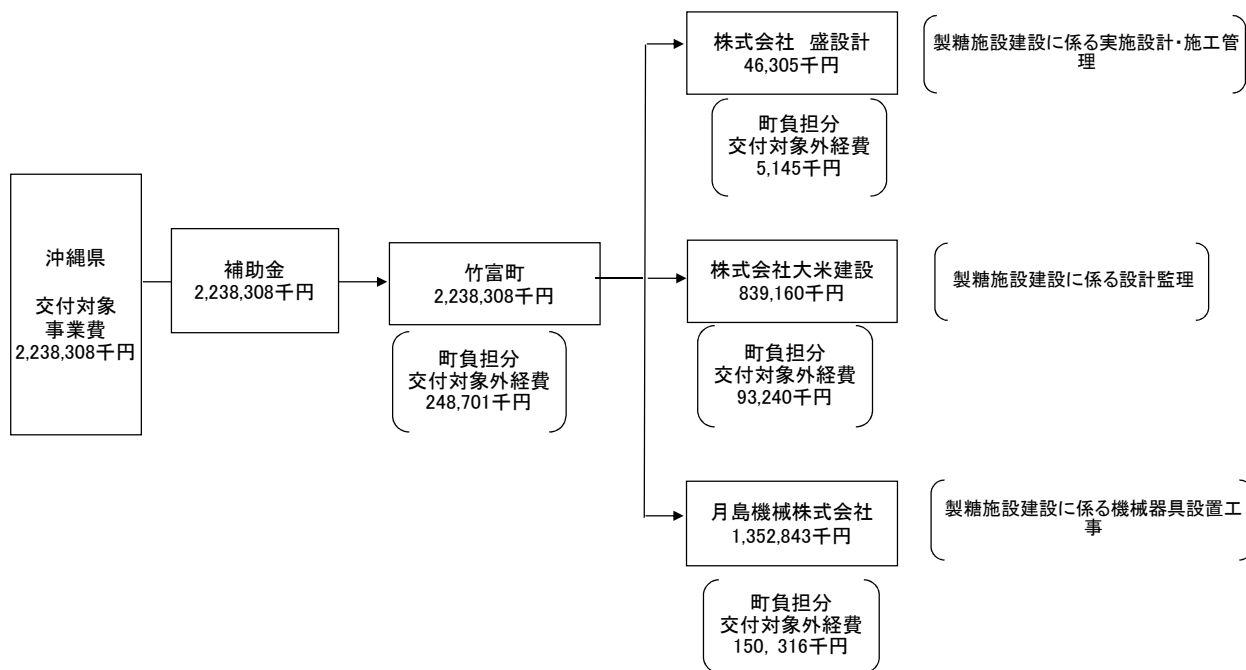 沖縄県
交付対象
事業費
2,238,308千円
補助金
2,238,308千円
竹富町
2,238,308千円
町負担分
交付対象外経費
248,701千円
株式会社　盛設計
46,305千円
町負担分
交付対象外経費
5,145千円
製糖施設建設に係る実施設計・施工管
理
株式会社大米建設
839,160千円
町負担分
交付対象外経費
93,240千円
製糖施設建設に係る設計監理
月島機械株式会社
1,352,843千円
町負担分
交付対象外経費
150, 316千円
製糖施設建設に係る機械器具設置工
事